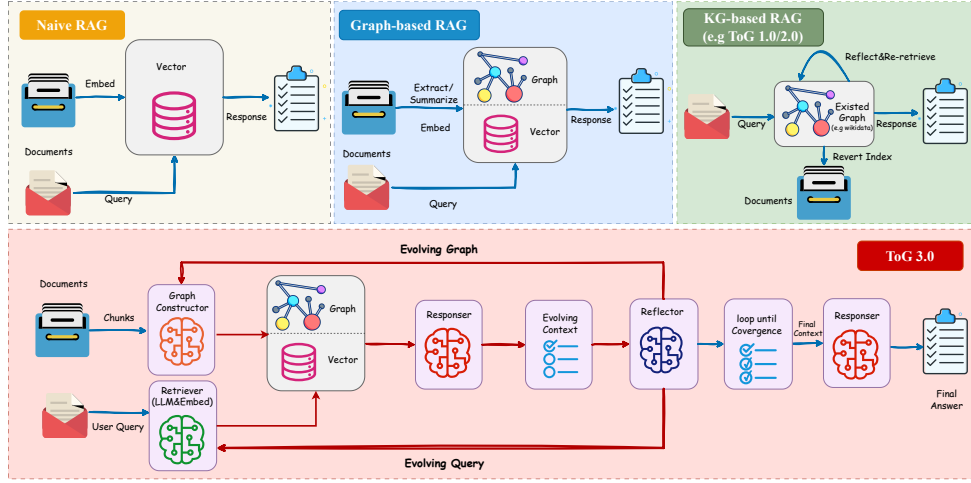 Naive RAG
Embed
Vector
Response
Documents
Query
Graph-based RAG
Extract/
Summarize
Embed
Graph
Vector
Response
Documents
Query
KG-based RAG
(e.g ToG 1.0/2.0)
Reflect&Re-retrieve
Query
Existed
Graph
(e.g wikidata)
Response
Revert Index
Documents
ToG 3.0
Evolving Graph
Documents
Chunks
Graph
Constructor
Graph
Vector
Responser
Evolving
Context
Reflector
loop until
Covergence
Final
Context
Responser
Final
Answer
User Query
Retriever
(LLM&Embed)
Evolving Query